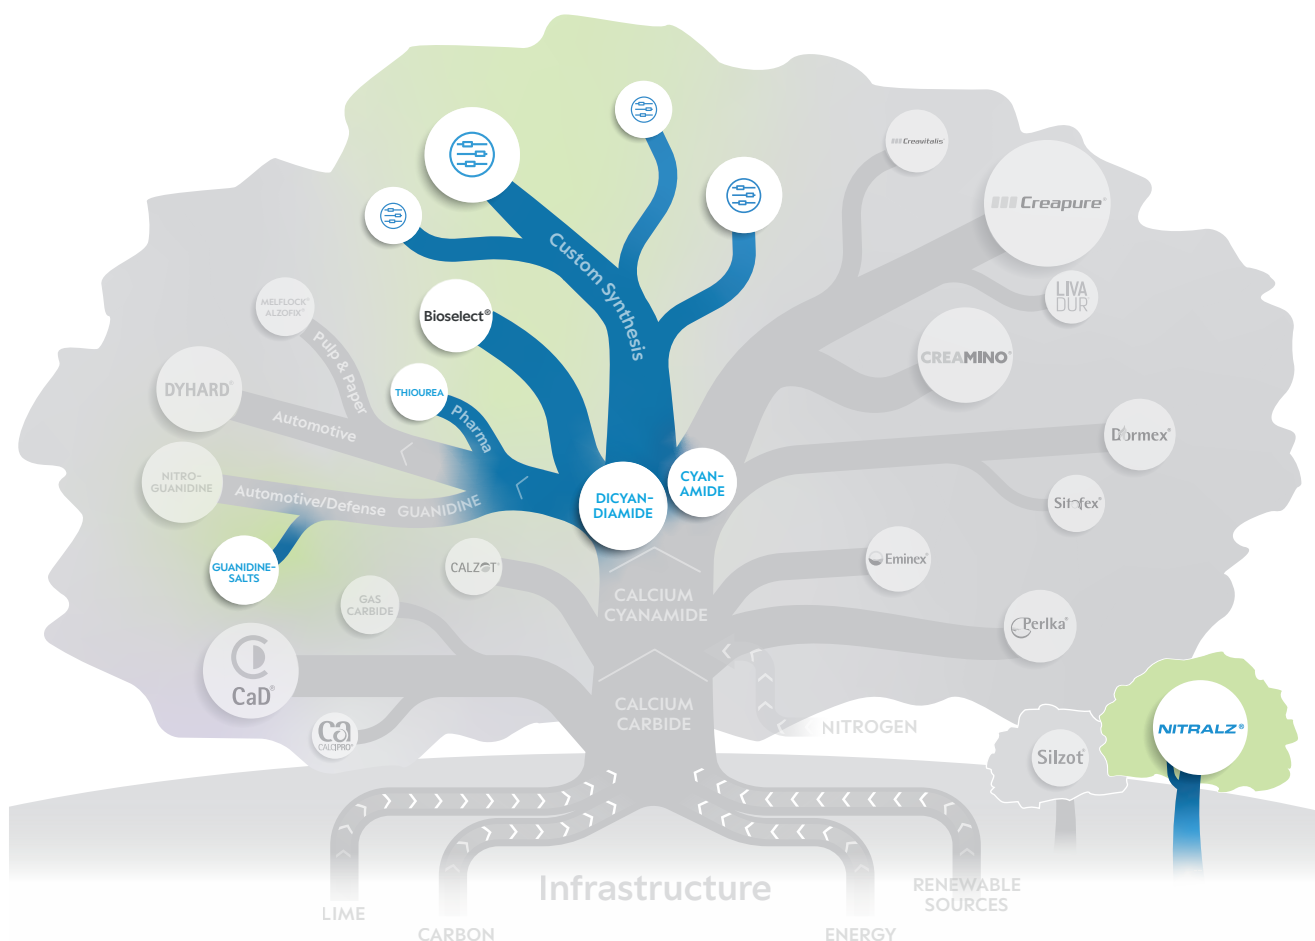 Creavitalis®
Creapure®
Custom Synthesis
LIVA
DUR®
MELFLOCK®
ALZOFIX®
Bioselect®
Pulp & Paper
CREAMINO®
DYHARD®
THIOUREA
Automotive
Pharma
Dormex®
NITRO-
GUANIDINE
Automotive/Defense
GUANIDINE
DICYAN-
DIAMIDE
CYAN-
AMIDE
Sitofex®
GUANIDINE-
SALTS
CALZOT®
Eminex®
GAS
CARBIDE
CALCIUM
CYANAMIDE
Perlka®
CaD®
CALCIUM
CARBIDE
NITROGEN
ca
CALCIPRO®
Silzot®
NITRALZ®
Infrastructure
LIME
CARBON
ENERGY
RENEWABLE
SOURCES